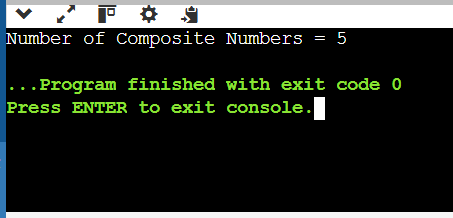 Number of Composite Numbers = 5
...Program finished with exit code 0
Press ENTER to exit console.